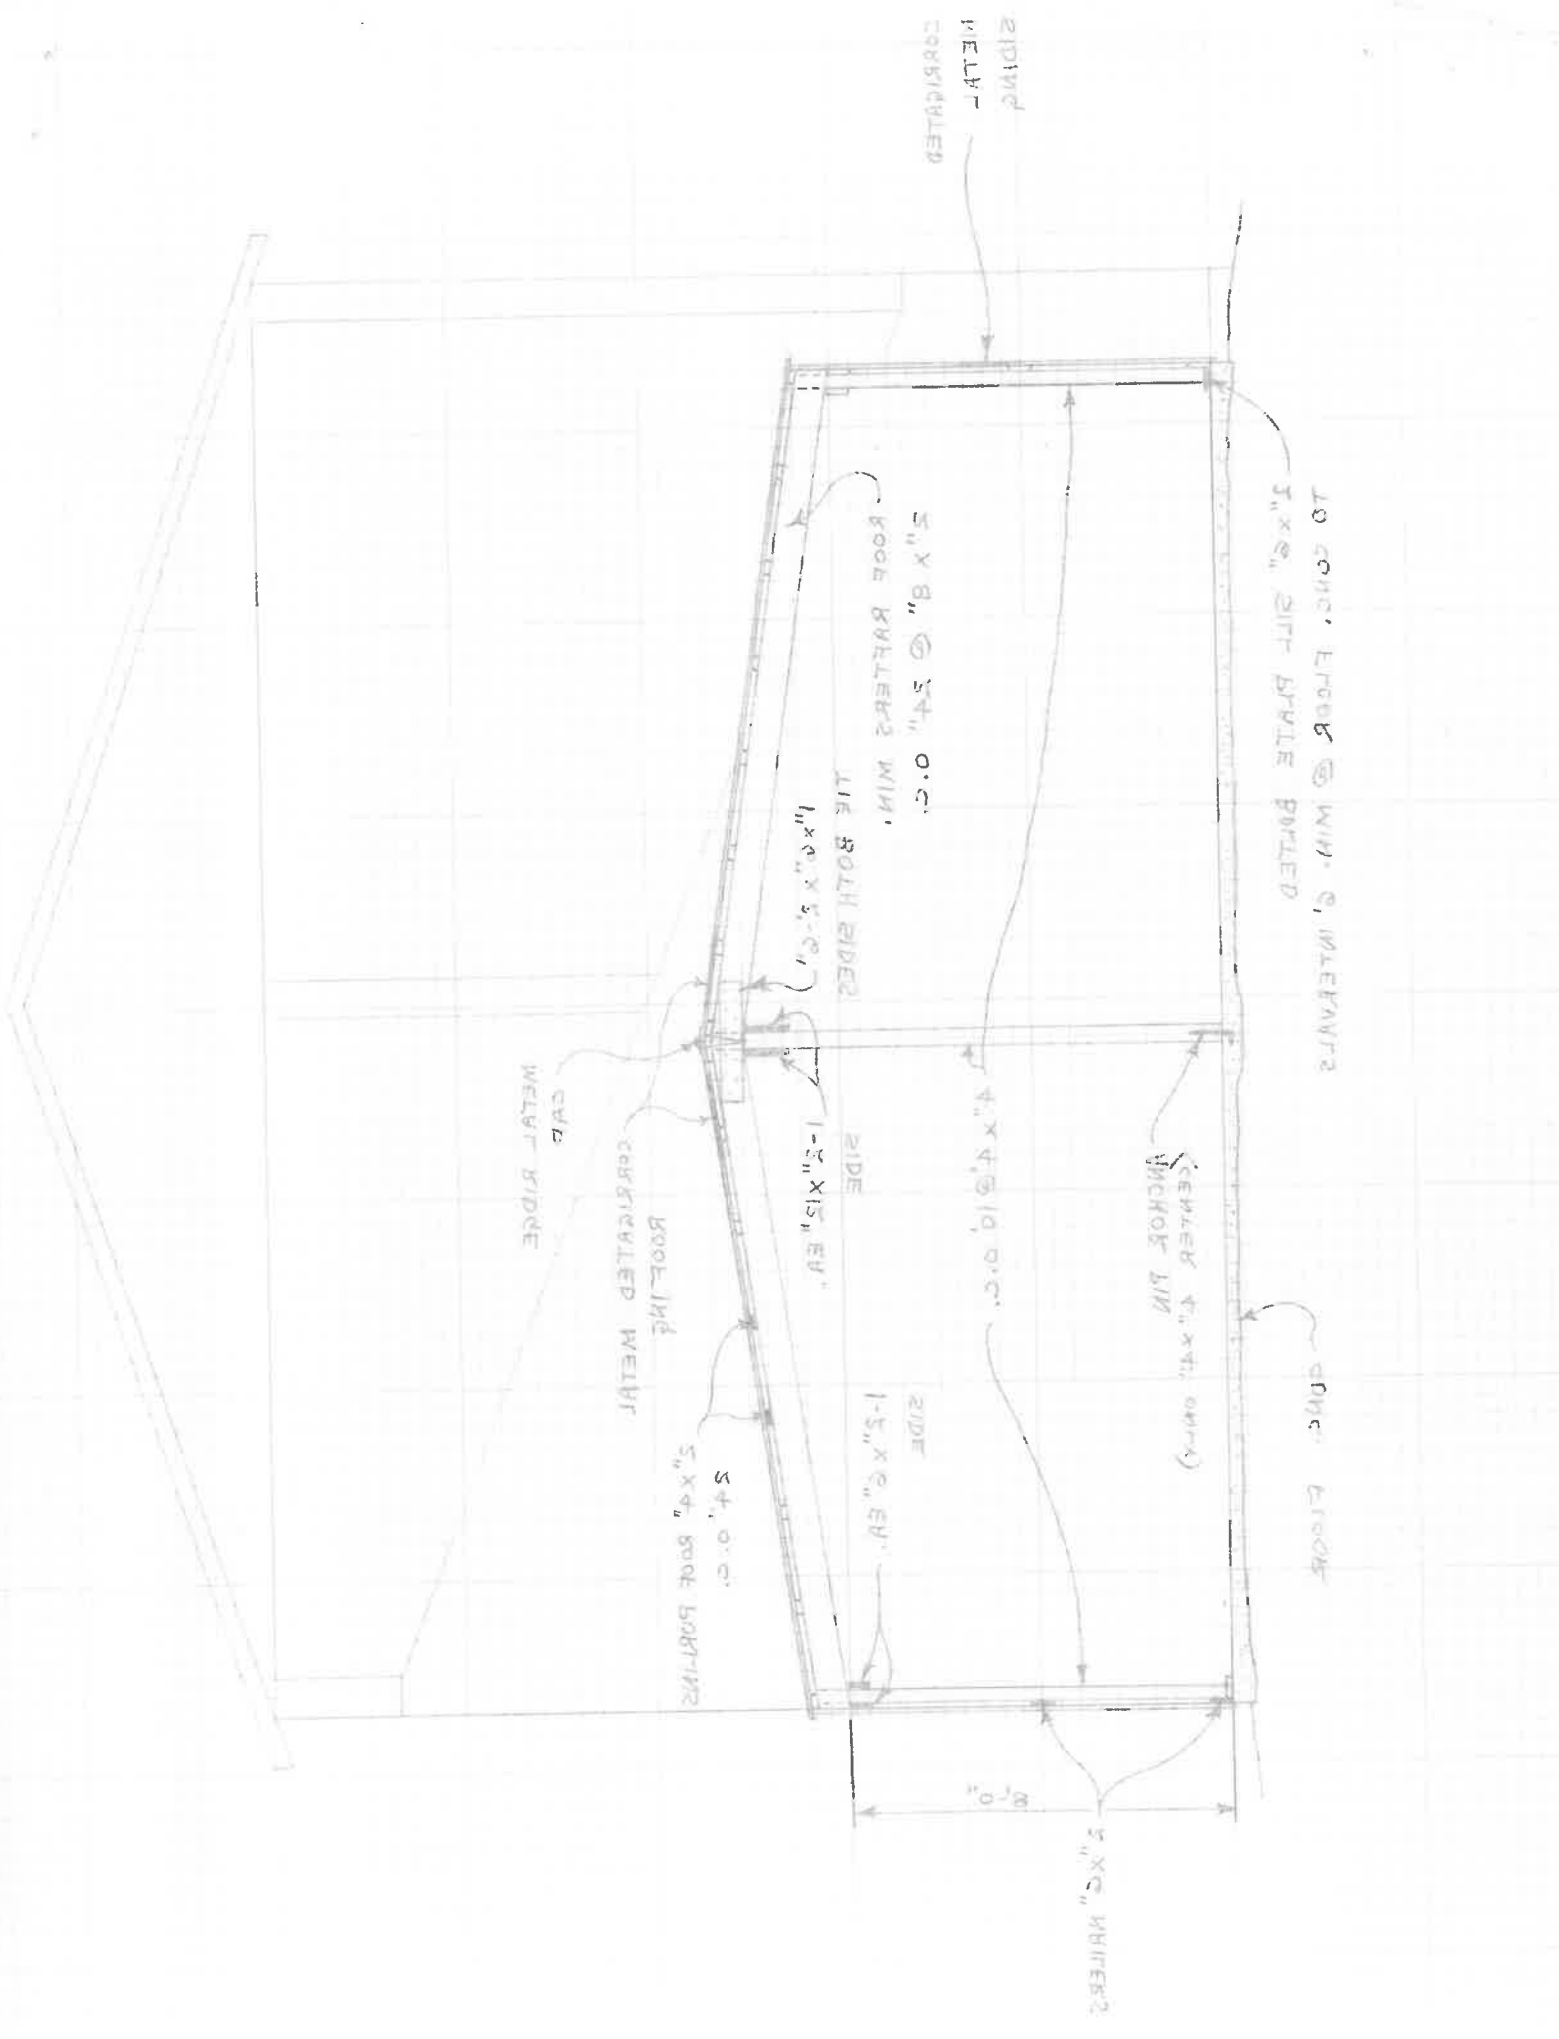 METAL RIDGE
CAP
CORRIGATED METAL
ROOFING
2"x4" ROOF PURLINS
24" O.C.
1"x6"x2'-6"
TIE BOTH SIDES
1-2"x12" EA.
SIDE
ROOF RAFTERS MIN.
2"x8" @ 24" O.C.
1-2"x6" EA.
SIDE
CORRIGATED
METAL
SIDING
4"x4@10' O.C.
8'-0"
2"x6" NAILERS
ANCHOR PIN
(CENTER 4"x4" ONLY)
2"x6" SILL PLATE BOLTED
TO CONC. FLOOR @ MIN. 6' INTERVALS
CONC. FLOOR